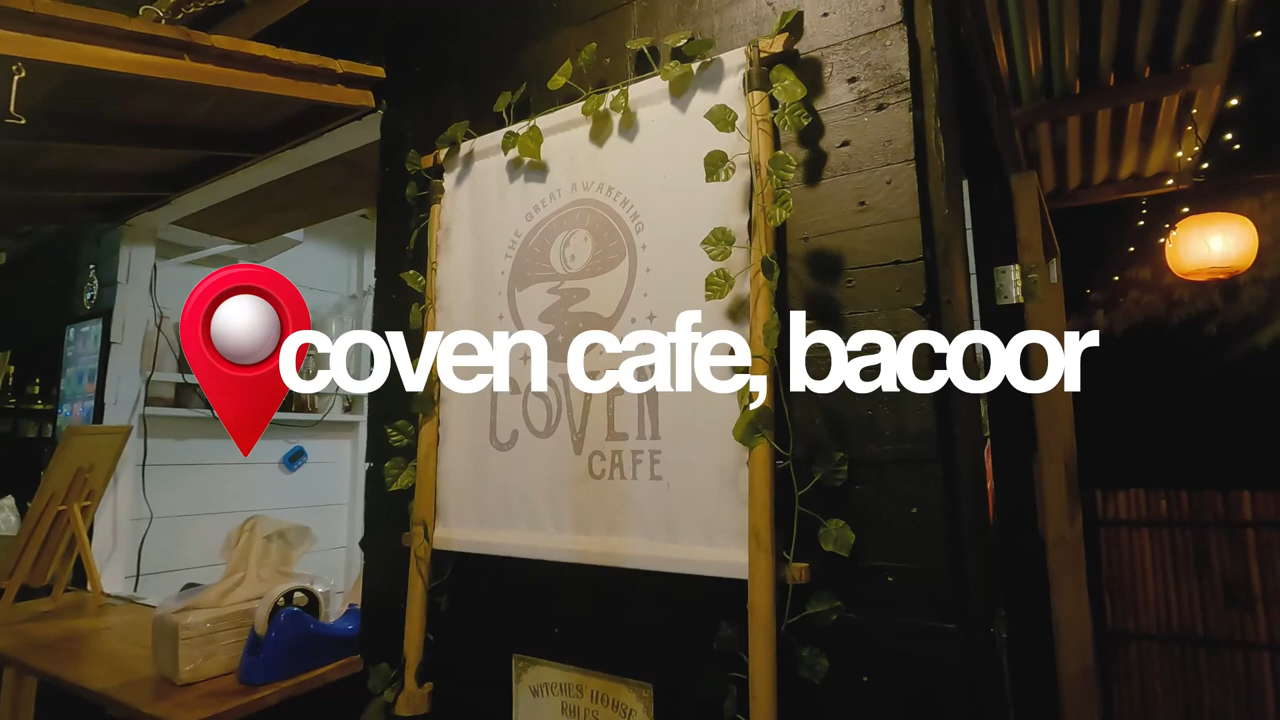 THE GREAT AWAKENING
coven cafe, bacoor
COVEN
CAFE
WITCHES' HOUSE
RULES